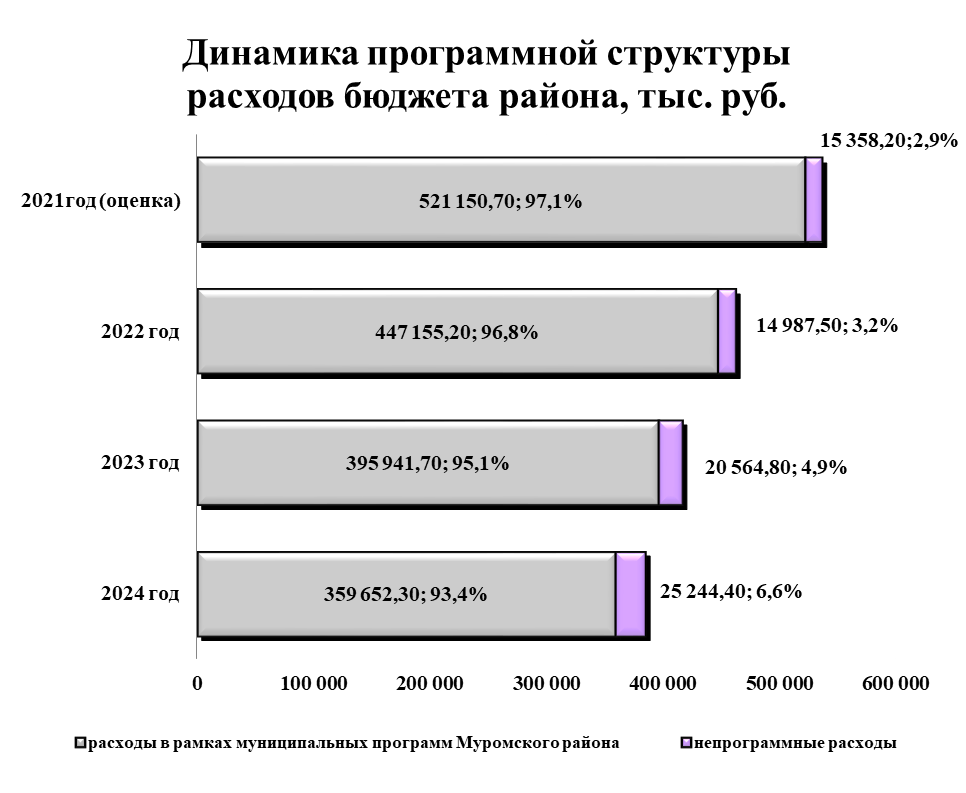 Динамика программной структуры
расходов бюджета района, тыс. руб.
15 358,20;2,9%
2021год (оценка)
521 150,70; 97,1%
2022 год
447 155,20; 96,8%
14 987,50; 3,2%
2023 год
395 941,70; 95,1%
20 564,80; 4,9%
2024 год
359 652,30; 93,4%
25 244,40; 6,6%
0 100 000 200 000 300 000 400 000 500 000 600 000
расходы в рамках муниципальных программ Муромского района
непрограммные расходы